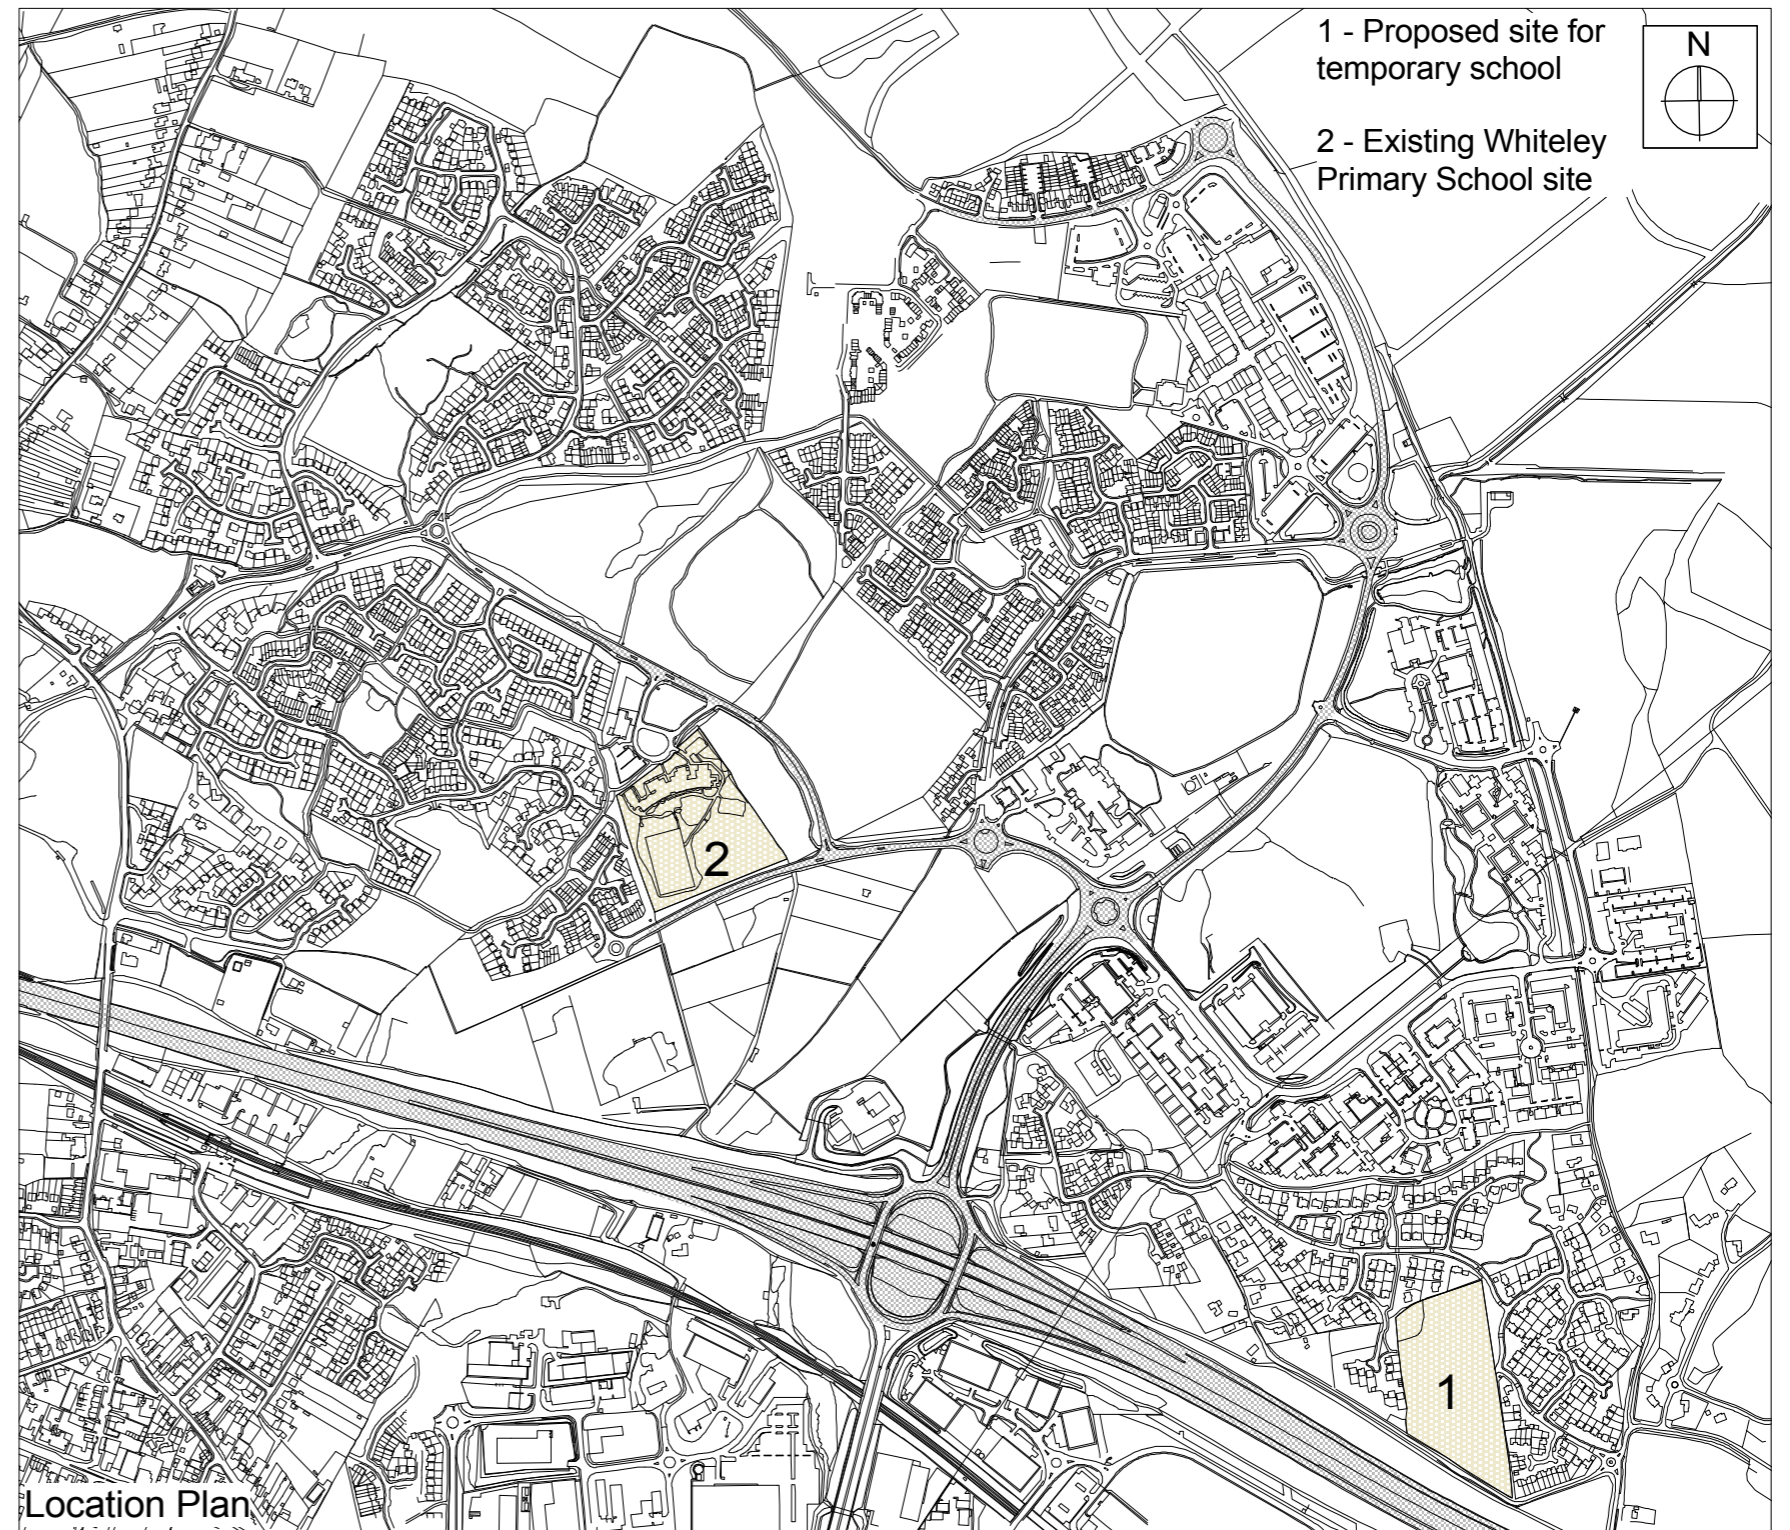 1 - Proposed site for
temporary school
N
2 - Existing Whiteley
Primary School site
2
1
Location Plan